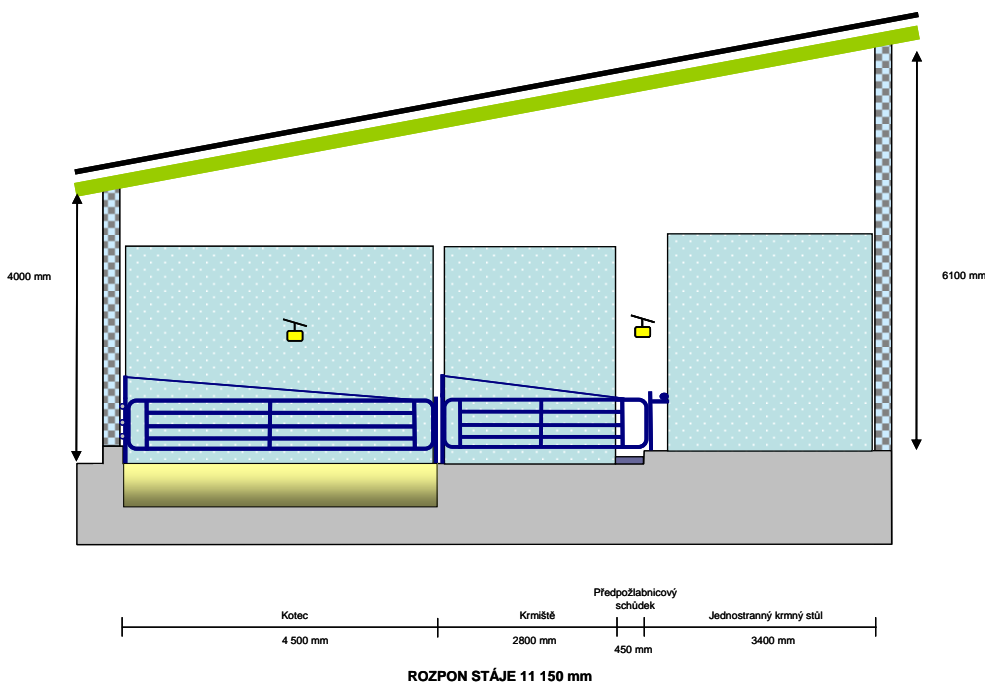 4000 mm
6100 mm
Předpožlabnicový
schůdek
Kotec
Krmiště
Jednostranný krmný stůl
4 500 mm
2800 mm
450 mm
3400 mm
ROZPON STÁJE 11 150 mm